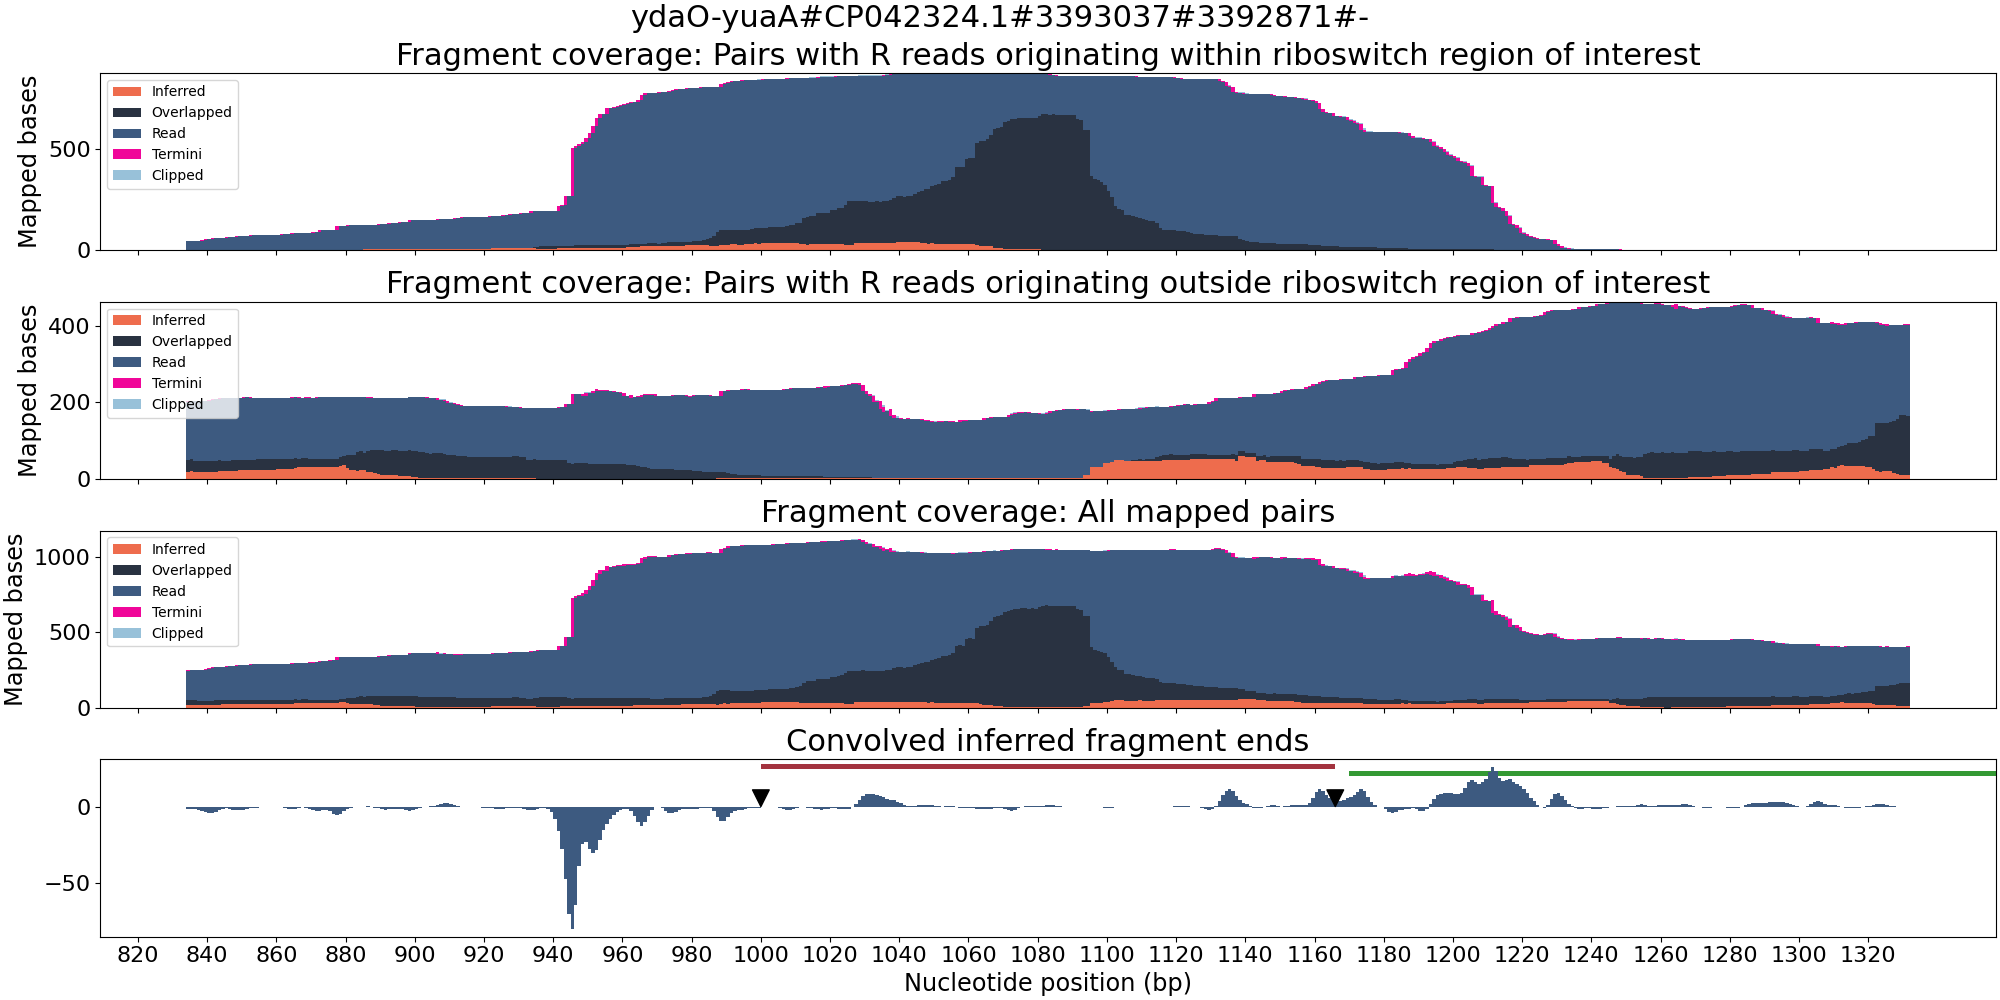 ydaO-yuaA#CP042324.1#3393037#3392871#-
Fragment coverage: Pairs with R reads originating within riboswitch region of interest
Mapped bases
500
0
Inferred
Overlapped
Read
Termini
Clipped
Fragment coverage: Pairs with R reads originating outside riboswitch region of interest
Mapped bases
400
200
0
Inferred
Overlapped
Read
Termini
Clipped
Fragment coverage: All mapped pairs
Mapped bases
1000
500
0
Inferred
Overlapped
Read
Termini
Clipped
Convolved inferred fragment ends
0
−50
820 840 860 880 900 920 940 960 980 1000 1020 1040 1060 1080 1100 1120 1140 1160 1180 1200 1220 1240 1260 1280 1300 1320
Nucleotide position (bp)